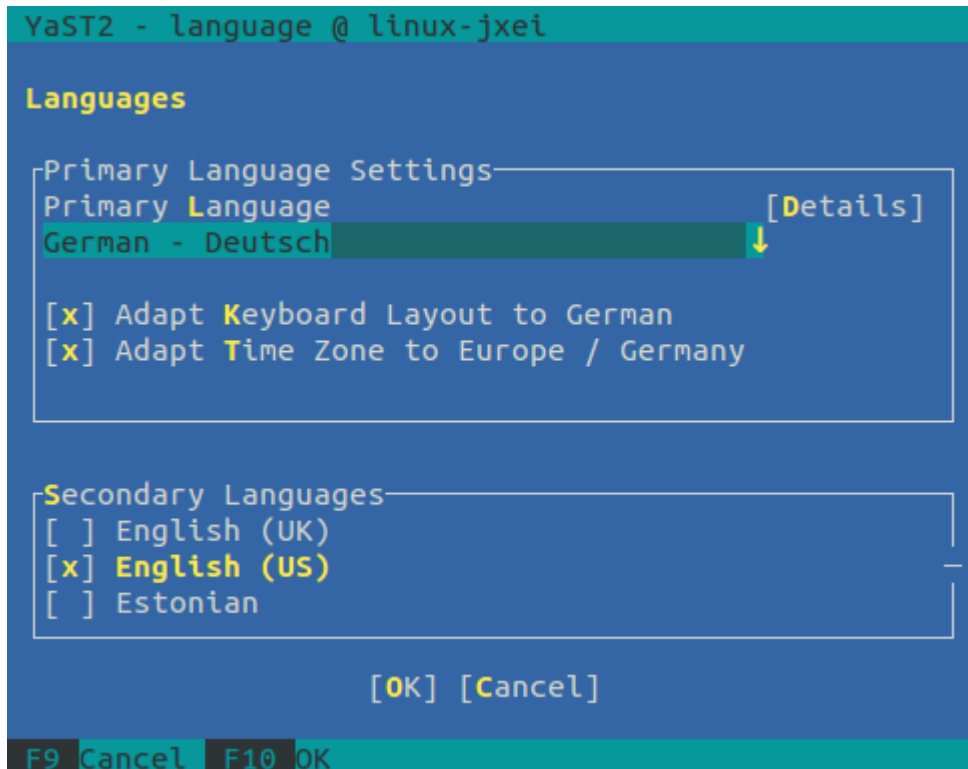 YaST2 - language @ linux-jxei
Languages
Primary Language Settings
Primary Language [Details]
German - Deutsch ↓
[x] Adapt Keyboard Layout to German
[x] Adapt Time Zone to Europe / Germany
Secondary Languages
[ ] English (UK)
[x] English (US)
[ ] Estonian
[OK] [Cancel]
F9 Cancel F10 OK